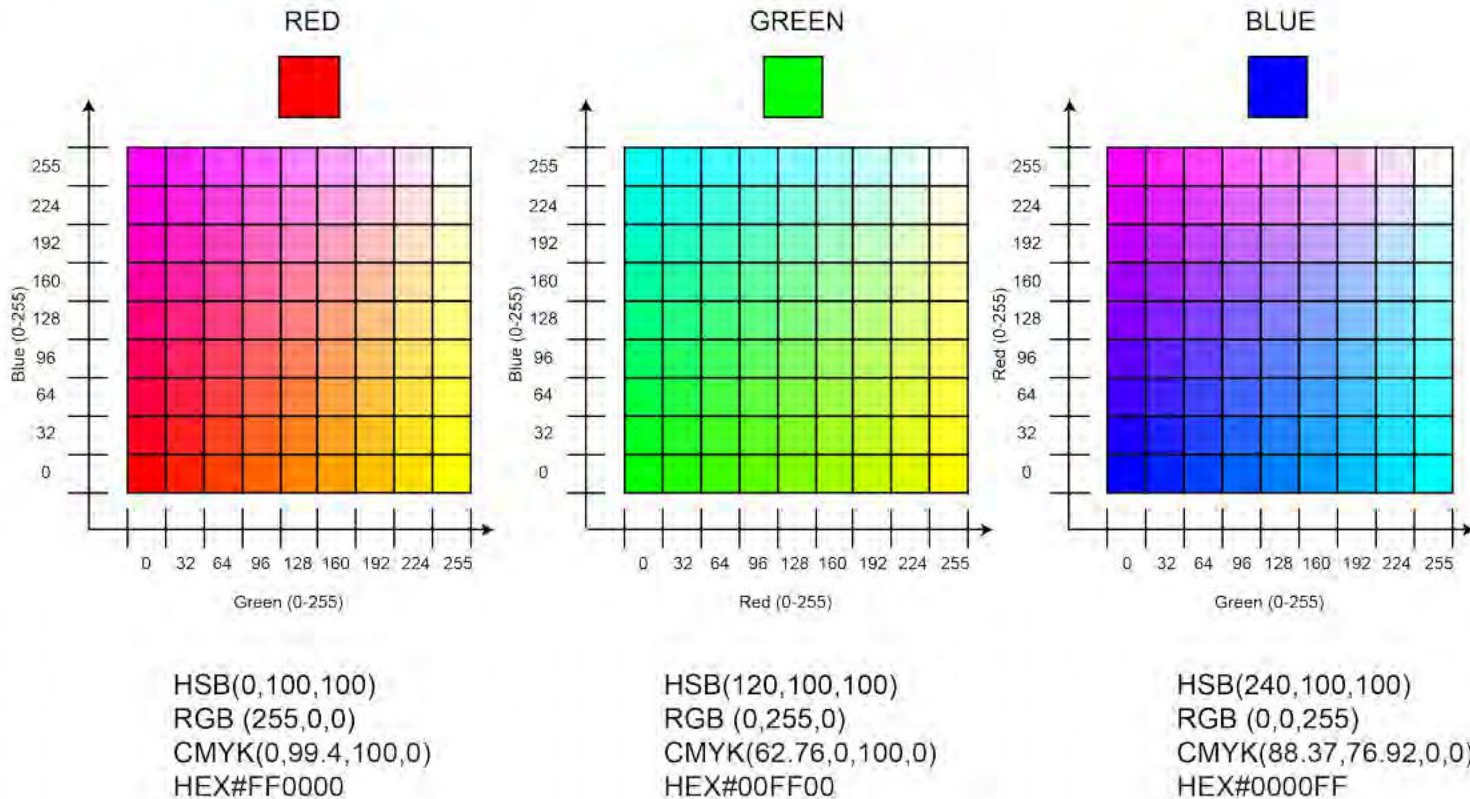 RED
GREEN
BLUE
Blue (0-255)
255
224
192
160
128
96
64
32
0
0 32 64 96 128 160 192 224 255
Green (0-255)
Blue (0-255)
255
224
192
160
128
96
64
32
0
0 32 64 96 128 160 192 224 255
Red (0-255)
Red (0-255)
255
224
192
160
128
96
64
32
0
0 32 64 96 128 160 192 224 255
Green (0-255)
HSB(0,100,100)
RGB (255,0,0)
CMYK(0,99.4,100,0)
HEX#FF0000
HSB(120,100,100)
RGB (0,255,0)
CMYK(62.76,0,100,0)
HEX#00FF00
HSB(240,100,100)
RGB (0,0,255)
CMYK(88.37,76.92,0,0)
HEX#0000FF